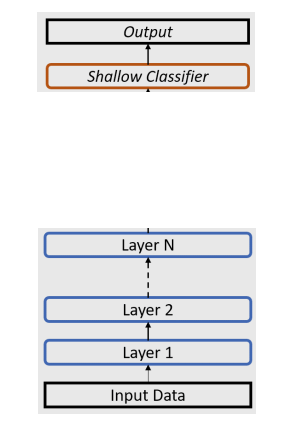 Output
Shallow Classifier
Layer N
Layer 2
Layer 1
Input Data